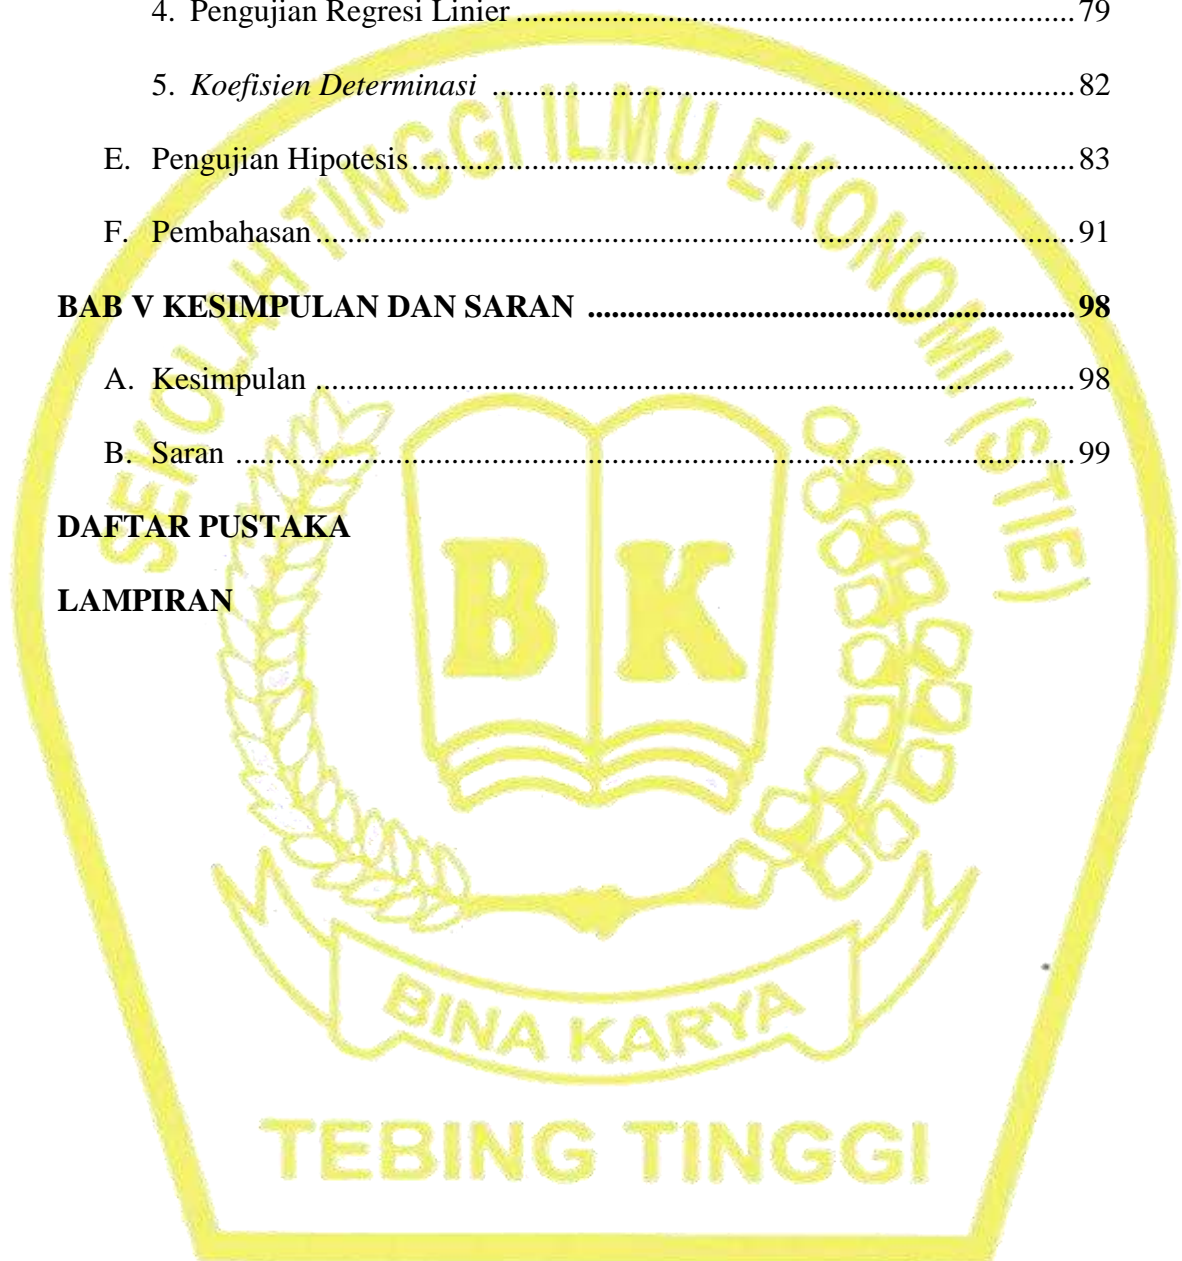 4. Pengujian Regresi Linier ........................................................................ 79
5. Koefisien Determinasi ........................................................................... 82
E. Pengujian Hipotesis ..................................................................................... 83
F. Pembahasan ................................................................................................. 91
BAB V KESIMPULAN DAN SARAN .............................................................. 98
A. Kesimpulan ................................................................................................. 98
B. Saran ........................................................................................................... 99
DAFTAR PUSTAKA
LAMPIRAN
SEKOLAH TINGGI ILMU EKONOMI (STIE)
B K
BINA KARYA
TEBING TINGGI